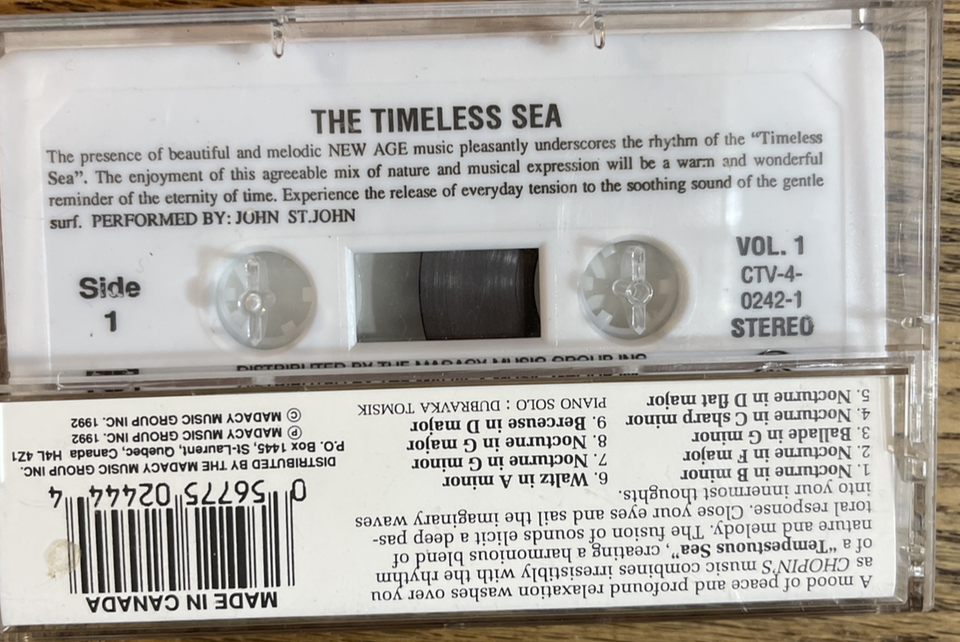 THE TIMELESS SEA
The presence of beautiful and melodic NEW AGE music pleasantly underscores the rhythm of the "Timeless
Sea". The enjoyment of this agreeable mix of nature and musical expression will be a warm and wonderful
reminder of the eternity of time. Experience the release of everyday tension to the soothing sound of the gentle
surf. PERFORMED BY: JOHN ST.JOHN
Side
1
VOL. 1
CTV-4-
0242-1
STEREO
DISTRIBUTED BY THE MADACY MUSIC GROUP INC.
A mood of peace and profound relaxation washes over you
as CHOPIN'S music combines irresistibly with the rhythm
of a "Tempestuous Sea", creating a harmonious blend of
nature and melody. The fusion of sounds elicit a deep pas-
toral response. Close your eyes and sail the imaginary waves
into your innermost thoughts.
1. Nocturne in B minor
2. Nocturne in F major
3. Ballade in G minor
4. Nocturne in C sharp minor
5. Nocturne in D flat major
6. Waltz in A minor
7. Nocturne in G minor
8. Nocturne in G major
9. Berceuse in D major
PIANO SOLO : DUBRAVKA TOMSIK
MADE IN CANADA
0 56775 02444 4
DISTRIBUTED BY THE MADACY MUSIC GROUP INC.
P.O. Box 1445, St-Laurent, Quebec, Canada H4L 4Z1
Ⓟ MADACY MUSIC GROUP INC. 1992
© MADACY MUSIC GROUP INC. 1992